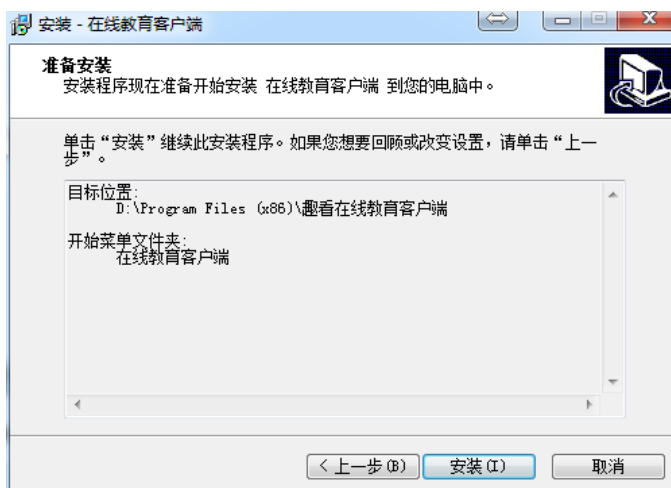 安装 - 在线教育客户端
准备安装
安装程序现在准备开始安装 在线教育客户端 到您的电脑中。
单击“安装”继续此安装程序。如果您想要回顾或改变设置，请单击“上一
步”。
目标位置:
D:\Program Files (x86)\趣看在线教育客户端
开始菜单文件夹:
在线教育客户端
< 上一步(B)
安装(I)
取消